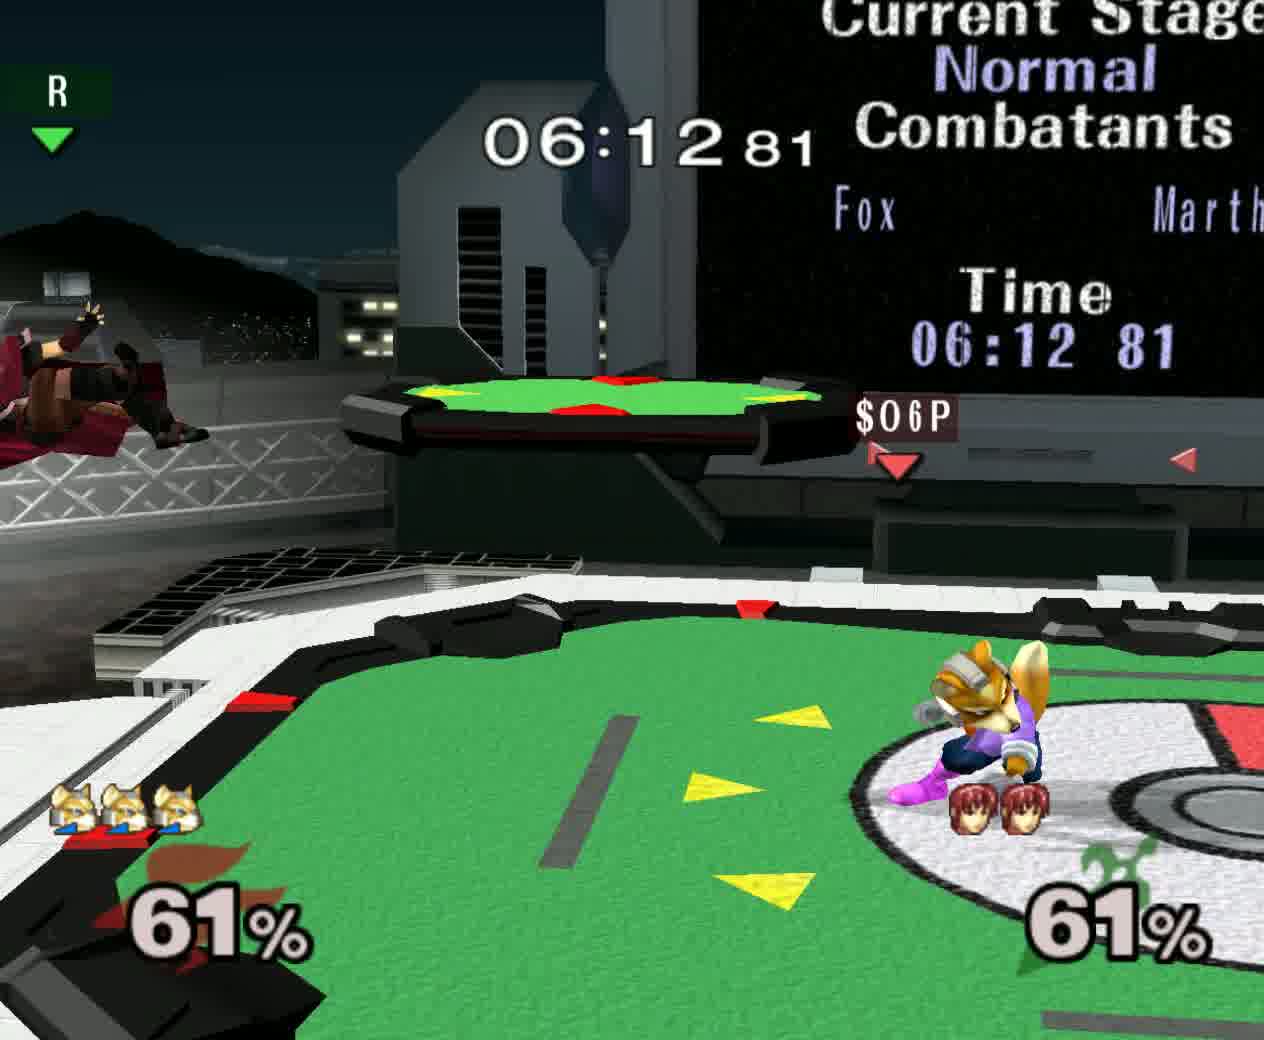 Current Stage
R
Normal
06:12 81
Combatants
Fox Marth
Time
06:12 81
$06P
61%
61%